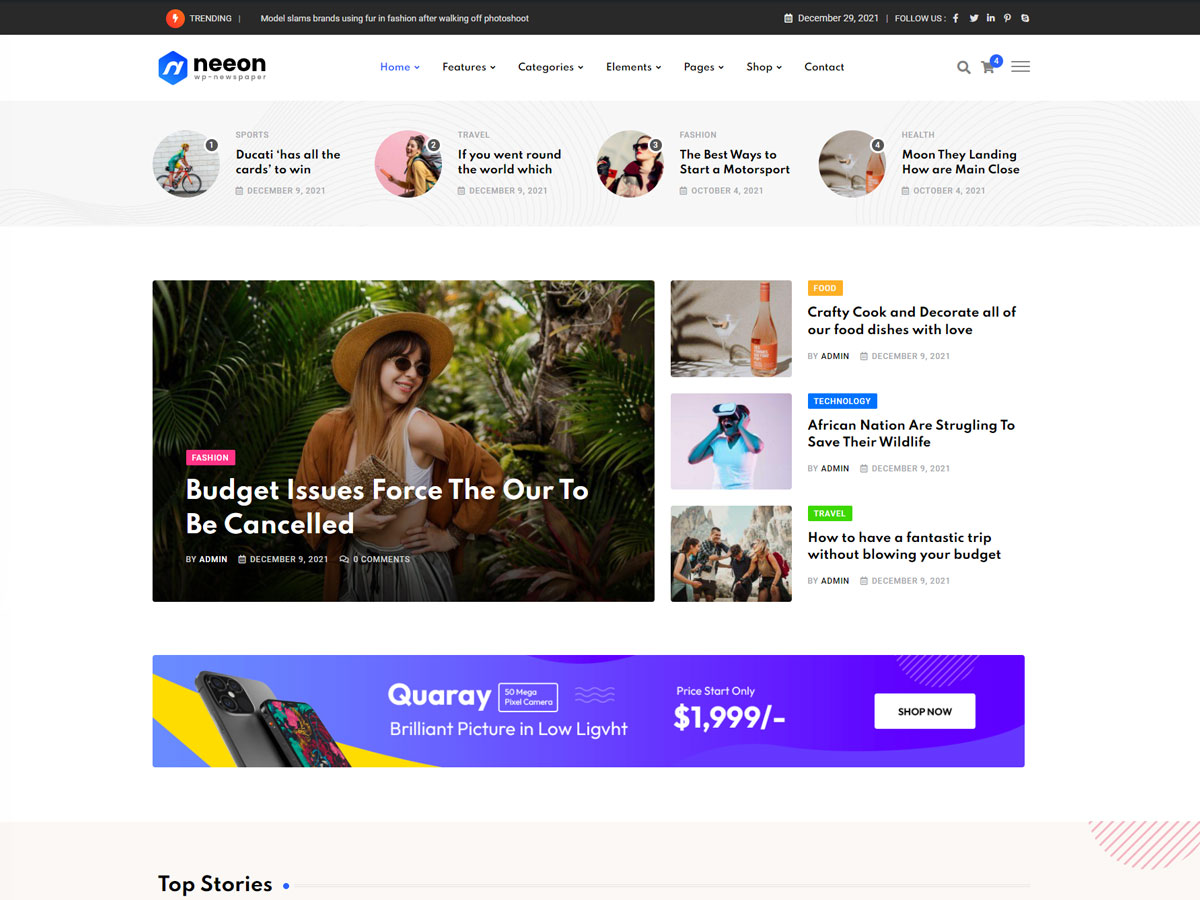 TRENDING | Model slams brands using fur in fashion after walking off photoshoot
December 29, 2021 | FOLLOW US :
neeon
wp-newspaper
Home Features Categories Elements Pages Shop Contact
4
1
SPORTS
Ducati ‘has all the
cards’ to win
DECEMBER 9, 2021
2
TRAVEL
If you went round
the world which
DECEMBER 9, 2021
3
FASHION
The Best Ways to
Start a Motorsport
OCTOBER 4, 2021
4
HEALTH
Moon They Landing
How are Main Close
OCTOBER 4, 2021
FASHION
Budget Issues Force The Our To
Be Cancelled
BY ADMIN DECEMBER 9, 2021 0 COMMENTS
FOOD
Crafty Cook and Decorate all of
our food dishes with love
BY ADMIN DECEMBER 9, 2021
TECHNOLOGY
African Nation Are Strugling To
Save Their Wildlife
BY ADMIN DECEMBER 9, 2021
TRAVEL
How to have a fantastic trip
without blowing your budget
BY ADMIN DECEMBER 9, 2021
Quaray
50 Mega
Pixel Camera
Brilliant Picture in Low Ligvht
Price Start Only
$1,999/-
SHOP NOW
Top Stories